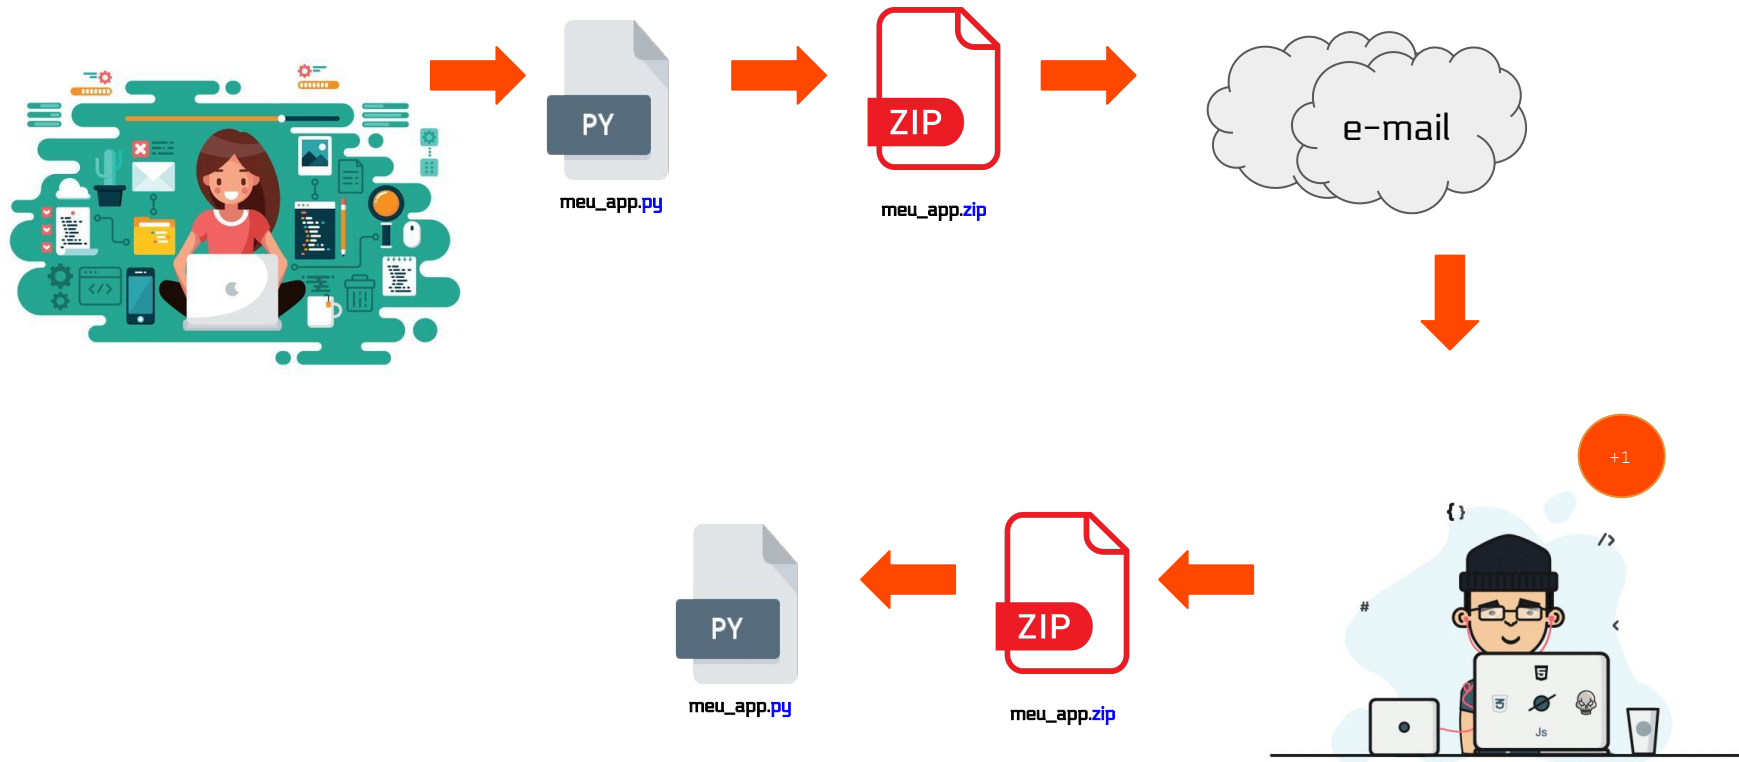 PY
meu_app.py
ZIP
meu_app.zip
e-mail
</>
+1
{}
/>
#
<
PY
meu_app.py
ZIP
meu_app.zip
Js